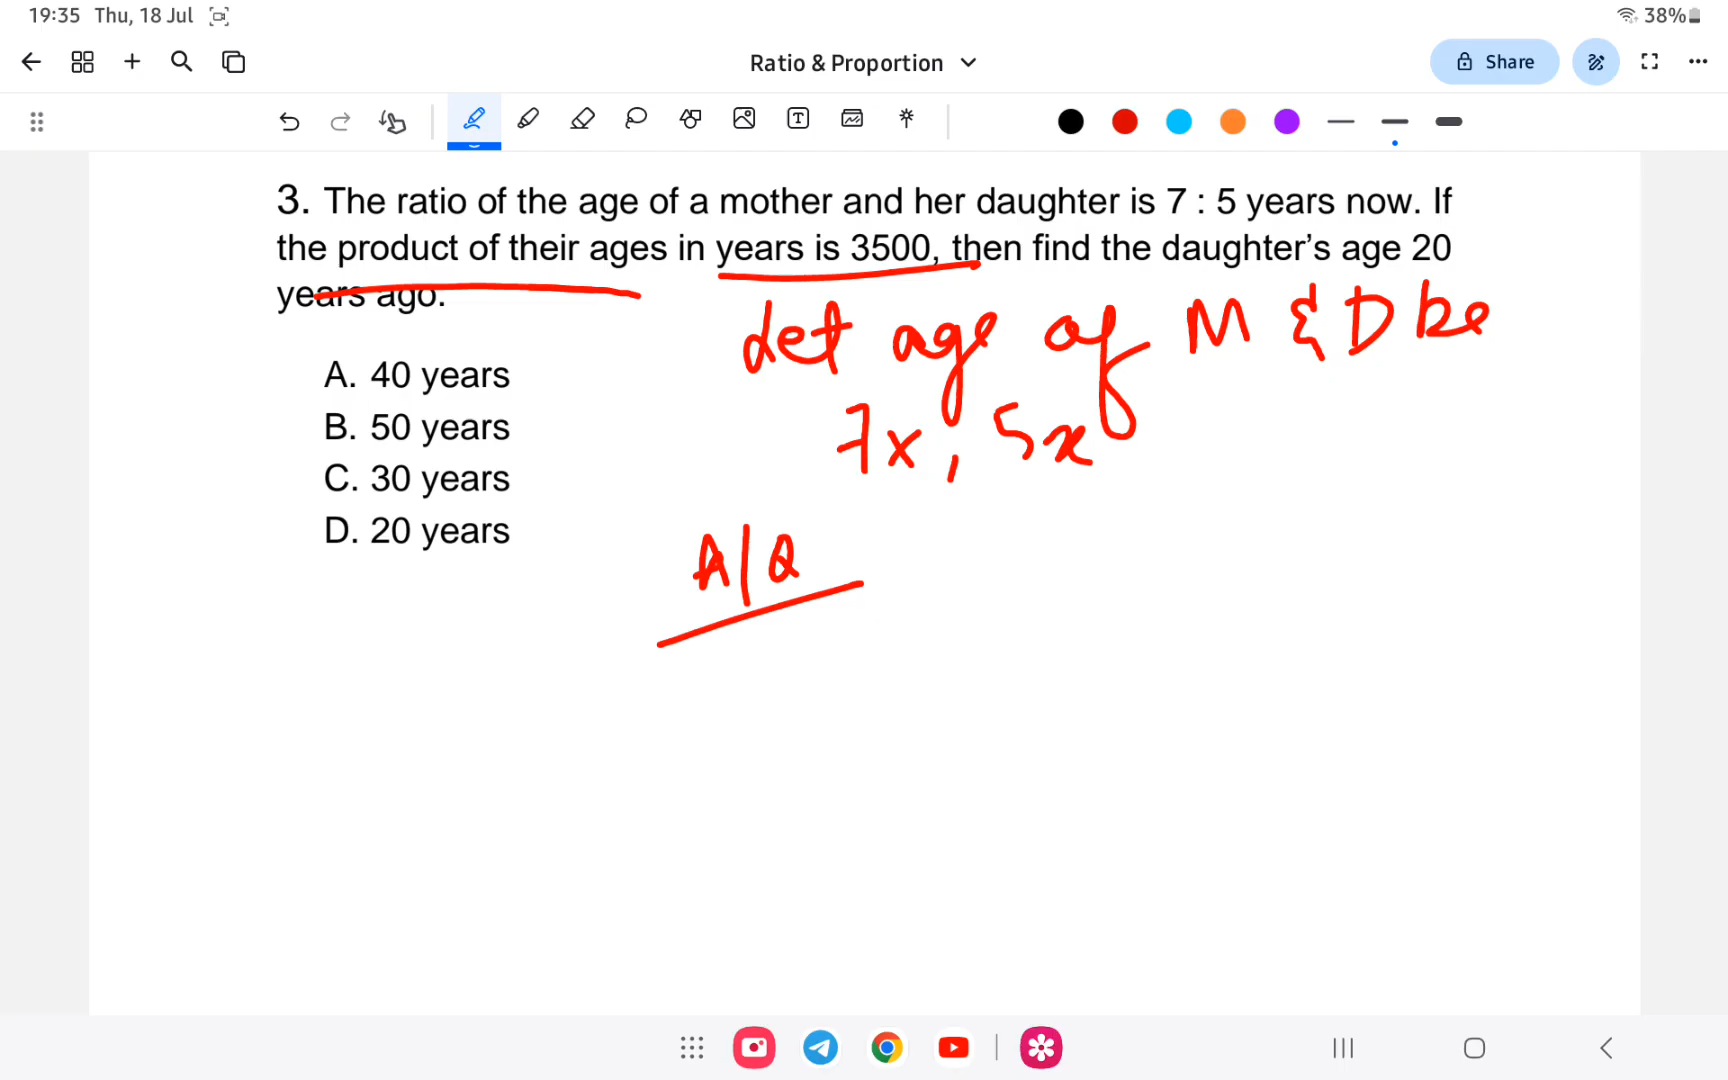 19:35 Thu, 18 Jul
38%
Ratio & Proportion
Share
3. The ratio of the age of a mother and her daughter is 7 : 5 years now. If
the product of their ages in years is 3500, then find the daughter’s age 20
years ago.
let age of M & D be
7x, 5x
A. 40 years
B. 50 years
C. 30 years
D. 20 years
A|Q